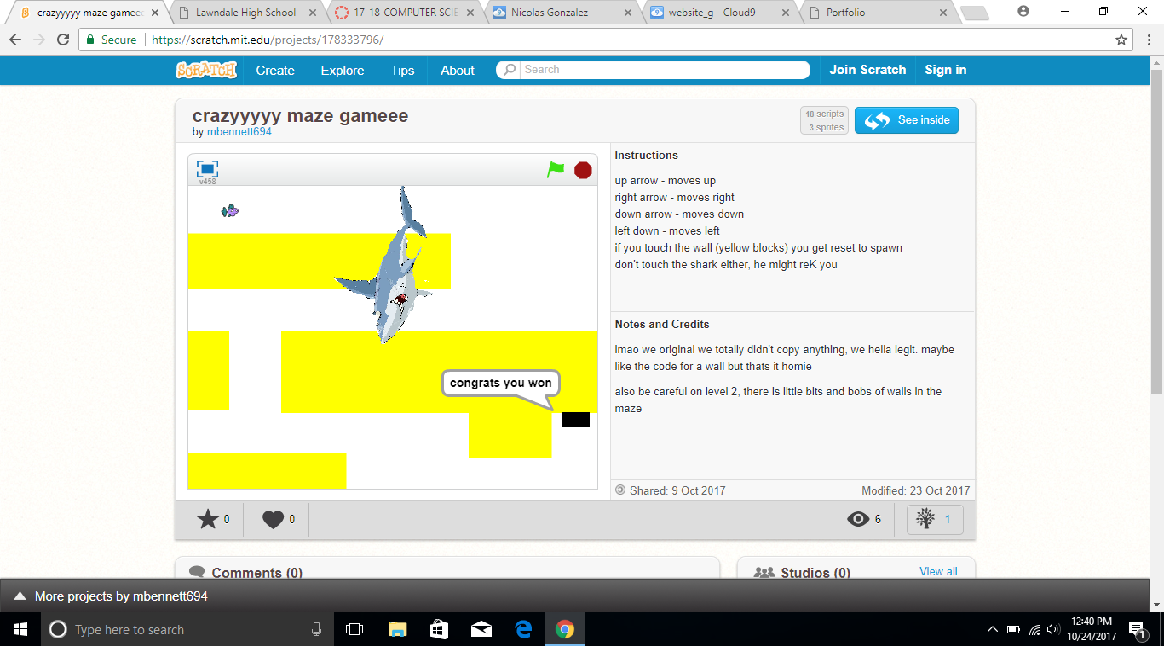 crazyyyyy maze gameee
Lawndale High School
17-18 COMPUTER SCIE
Nicolas Gonzalez
website_g - Cloud9
Portfolio
Secure https://scratch.mit.edu/projects/178333796/
SCRATCH Create Explore Tips About Search Join Scratch Sign in
crazyyyyy maze gameee
by mbennett694
10 scripts
3 sprites
See inside
v458
congrats you won
Instructions
up arrow - moves up
right arrow - moves right
down arrow - moves down
left down - moves left
if you touch the wall (yellow blocks) you get reset to spawn
don't touch the shark either, he might reK you
Notes and Credits
lmao we original we totally didn't copy anything, we hella legit. maybe
like the code for a wall but thats it homie
also be careful on level 2, there is little bits and bobs of walls in the
maze
Shared: 9 Oct 2017 Modified: 23 Oct 2017
0 0 6 1
Comments (0)
Studios (0) View all
More projects by mbennett694
Type here to search
12:40 PM
10/24/2017
1